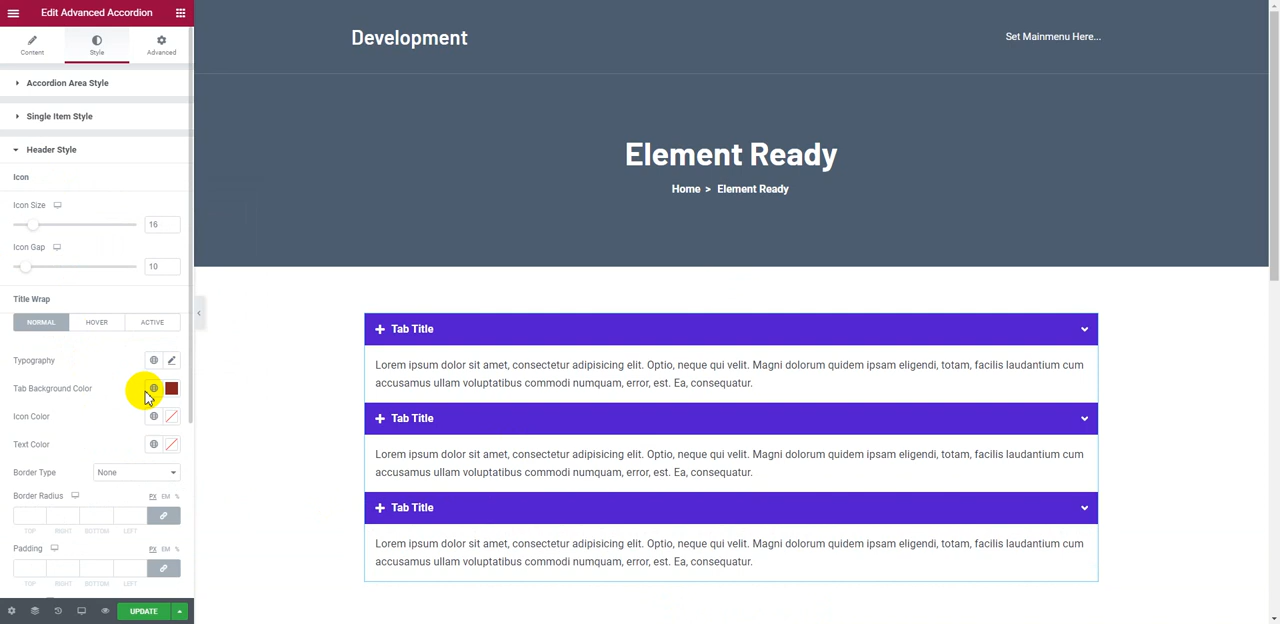 Edit Advanced Accordion
Content
Style
Advanced
Accordion Area Style
Single Item Style
Header Style
Icon
Icon Size
16
Icon Gap
10
Title Wrap
NORMAL HOVER ACTIVE
Typography
Tab Background Color
Icon Color
Text Color
Border Type None
Border Radius PX EM %
TOP RIGHT BOTTOM LEFT
Padding PX EM %
TOP RIGHT BOTTOM LEFT
UPDATE
Development
Set Mainmenu Here...
Element Ready
Home > Element Ready
Tab Title
Lorem ipsum dolor sit amet, consectetur adipisicing elit. Optio, neque qui velit. Magni dolorum quidem ipsam eligendi, totam, facilis laudantium cum
accusamus ullam voluptatibus commodi numquam, error, est. Ea, consequatur.
Tab Title
Lorem ipsum dolor sit amet, consectetur adipisicing elit. Optio, neque qui velit. Magni dolorum quidem ipsam eligendi, totam, facilis laudantium cum
accusamus ullam voluptatibus commodi numquam, error, est. Ea, consequatur.
Tab Title
Lorem ipsum dolor sit amet, consectetur adipisicing elit. Optio, neque qui velit. Magni dolorum quidem ipsam eligendi, totam, facilis laudantium cum
accusamus ullam voluptatibus commodi numquam, error, est. Ea, consequatur.